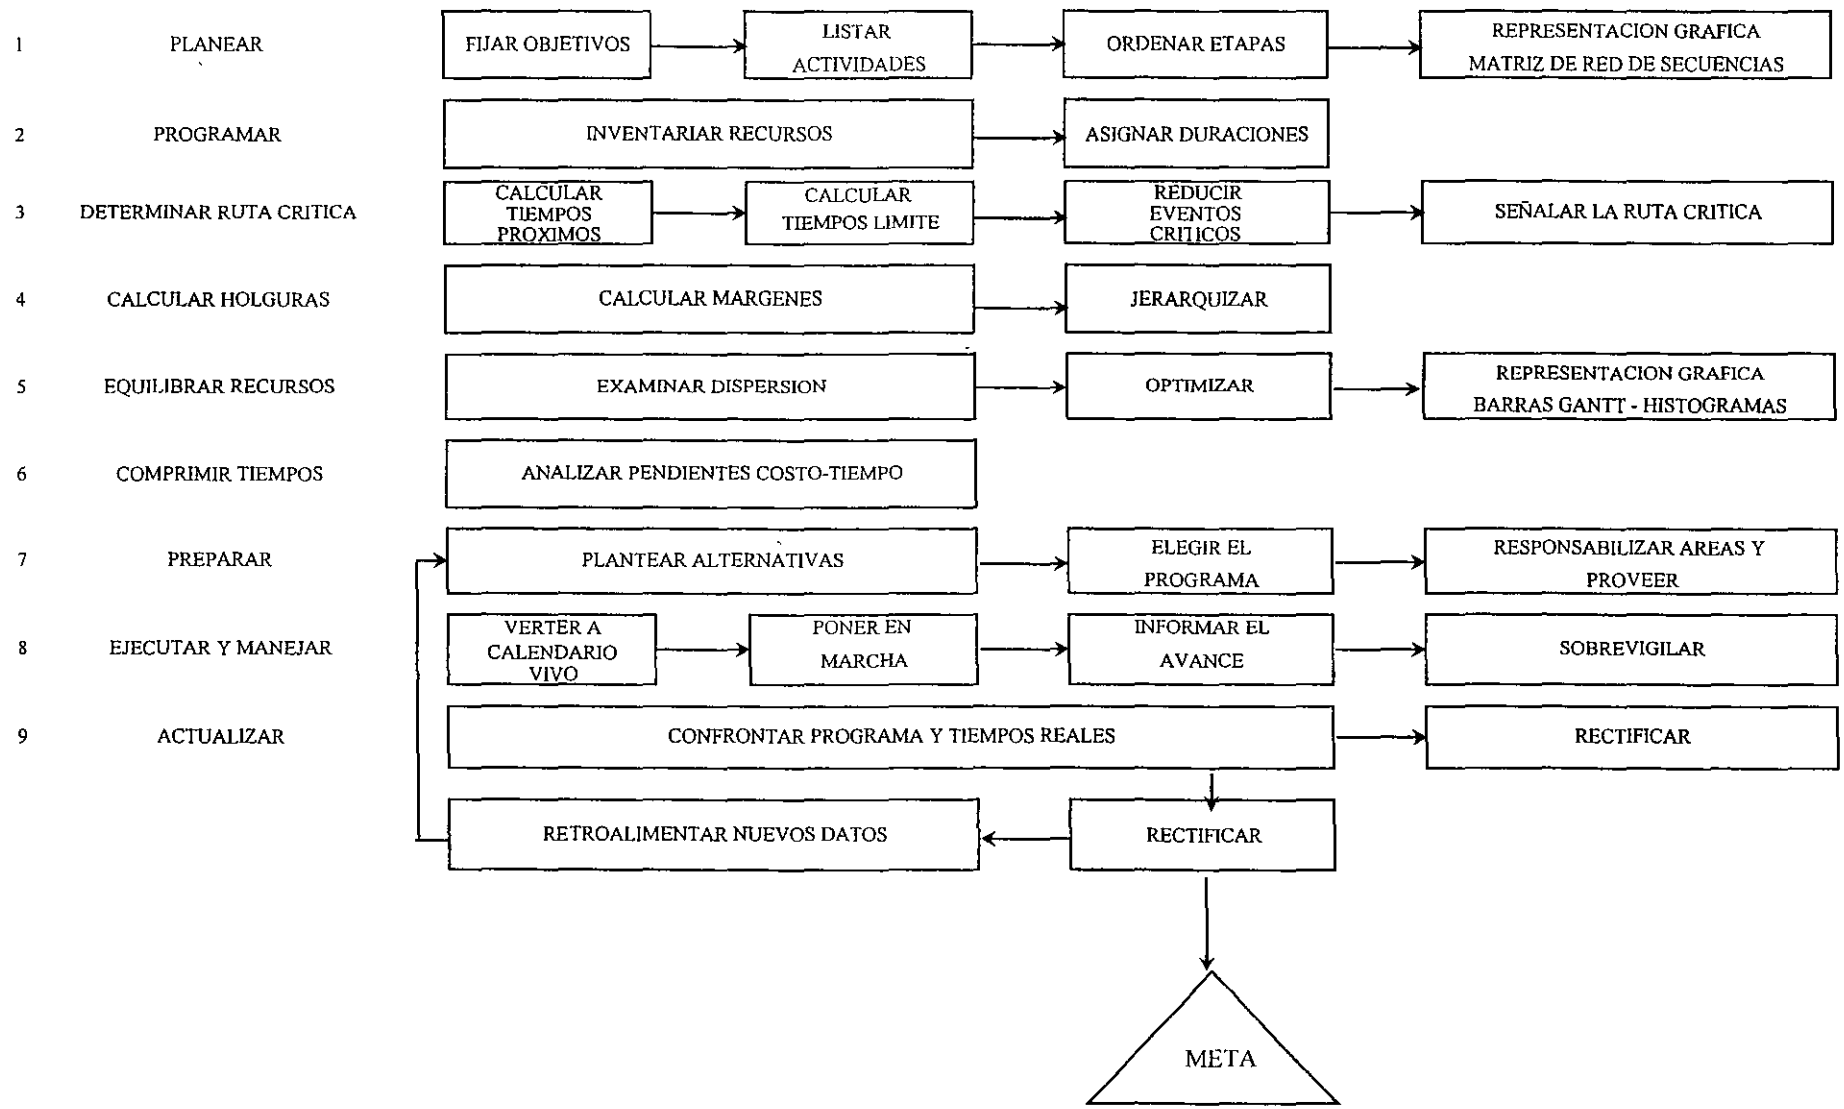 1
PLANEAR
FIJAR OBJETIVOS
LISTAR
ACTIVIDADES
ORDENAR ETAPAS
REPRESENTACION GRAFICA
MATRIZ DE RED DE SECUENCIAS
2
PROGRAMAR
INVENTARIAR RECURSOS
ASIGNAR DURACIONES
3
DETERMINAR RUTA CRITICA
CALCULAR
TIEMPOS
PROXIMOS
CALCULAR
TIEMPOS LIMITE
REDUCIR
EVENTOS
CRITICOS
SEÑALAR LA RUTA CRITICA
4
CALCULAR HOLGURAS
CALCULAR MARGENES
JERARQUIZAR
5
EQUILIBRAR RECURSOS
EXAMINAR DISPERSION
OPTIMIZAR
REPRESENTACION GRAFICA
BARRAS GANTT - HISTOGRAMAS
6
COMPRIMIR TIEMPOS
ANALIZAR PENDIENTES COSTO-TIEMPO
7
PREPARAR
PLANTEAR ALTERNATIVAS
ELEGIR EL
PROGRAMA
RESPONSABILIZAR AREAS Y
PROVEER
8
EJECUTAR Y MANEJAR
VERTER A
CALENDARIO
VIVO
PONER EN
MARCHA
INFORMAR EL
AVANCE
SOBREVIGILAR
9
ACTUALIZAR
CONFRONTAR PROGRAMA Y TIEMPOS REALES
RECTIFICAR
RETROALIMENTAR NUEVOS DATOS
RECTIFICAR
META